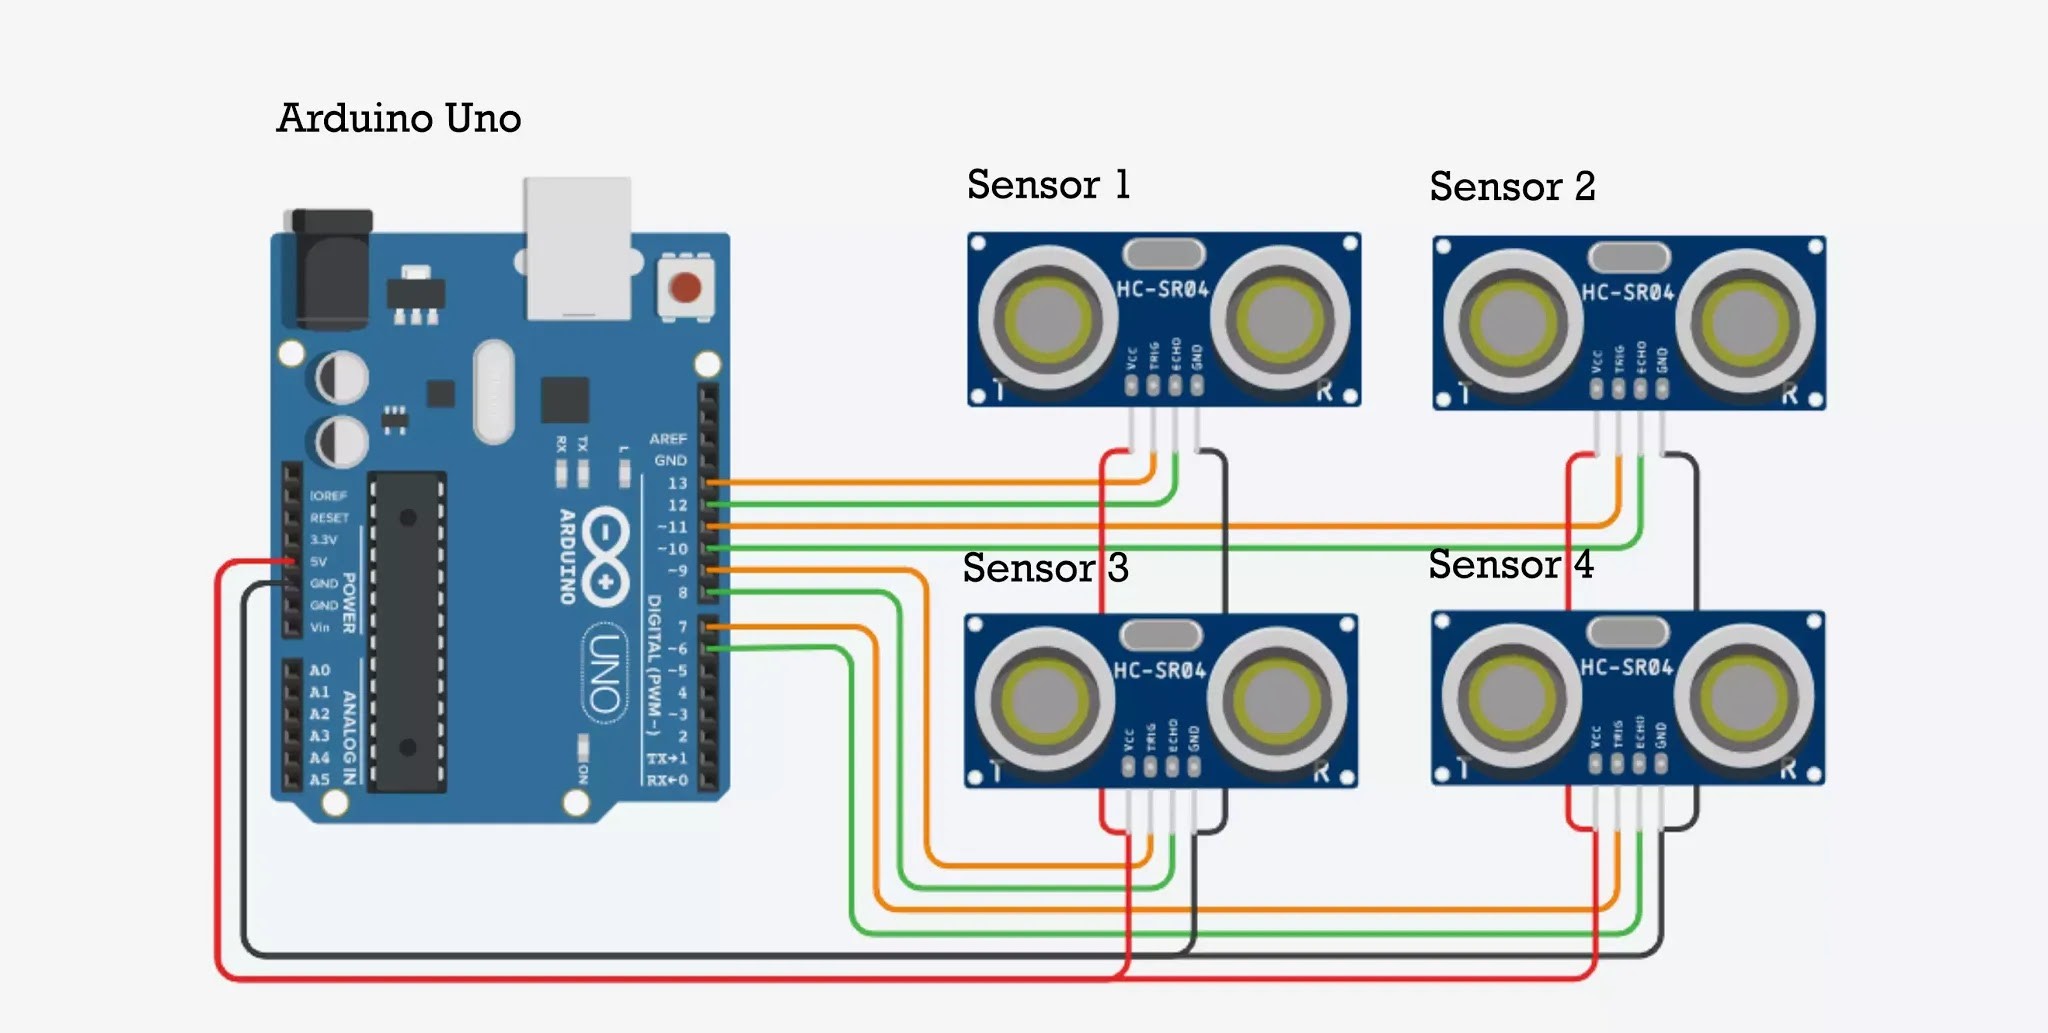 Arduino Uno
Sensor 1
Sensor 2
Sensor 3
Sensor 4
AREF
GND
13
12
~11
~10
~9
8
7
~6
~5
4
~3
2
TX→1
RX←0
DIGITAL (PWM~)
RX
TX
L
ARDUINO
UNO
ON
IOREF
RESET
3.3V
5V
GND
GND
Vin
POWER
A0
A1
A2
A3
A4
A5
ANALOG IN
HC-SR04
VCC
TRIG
ECHO
GND
T
R
HC-SR04
VCC
TRIG
ECHO
GND
T
R
HC-SR04
VCC
TRIG
ECHO
GND
T
R
HC-SR04
VCC
TRIG
ECHO
GND
T
R